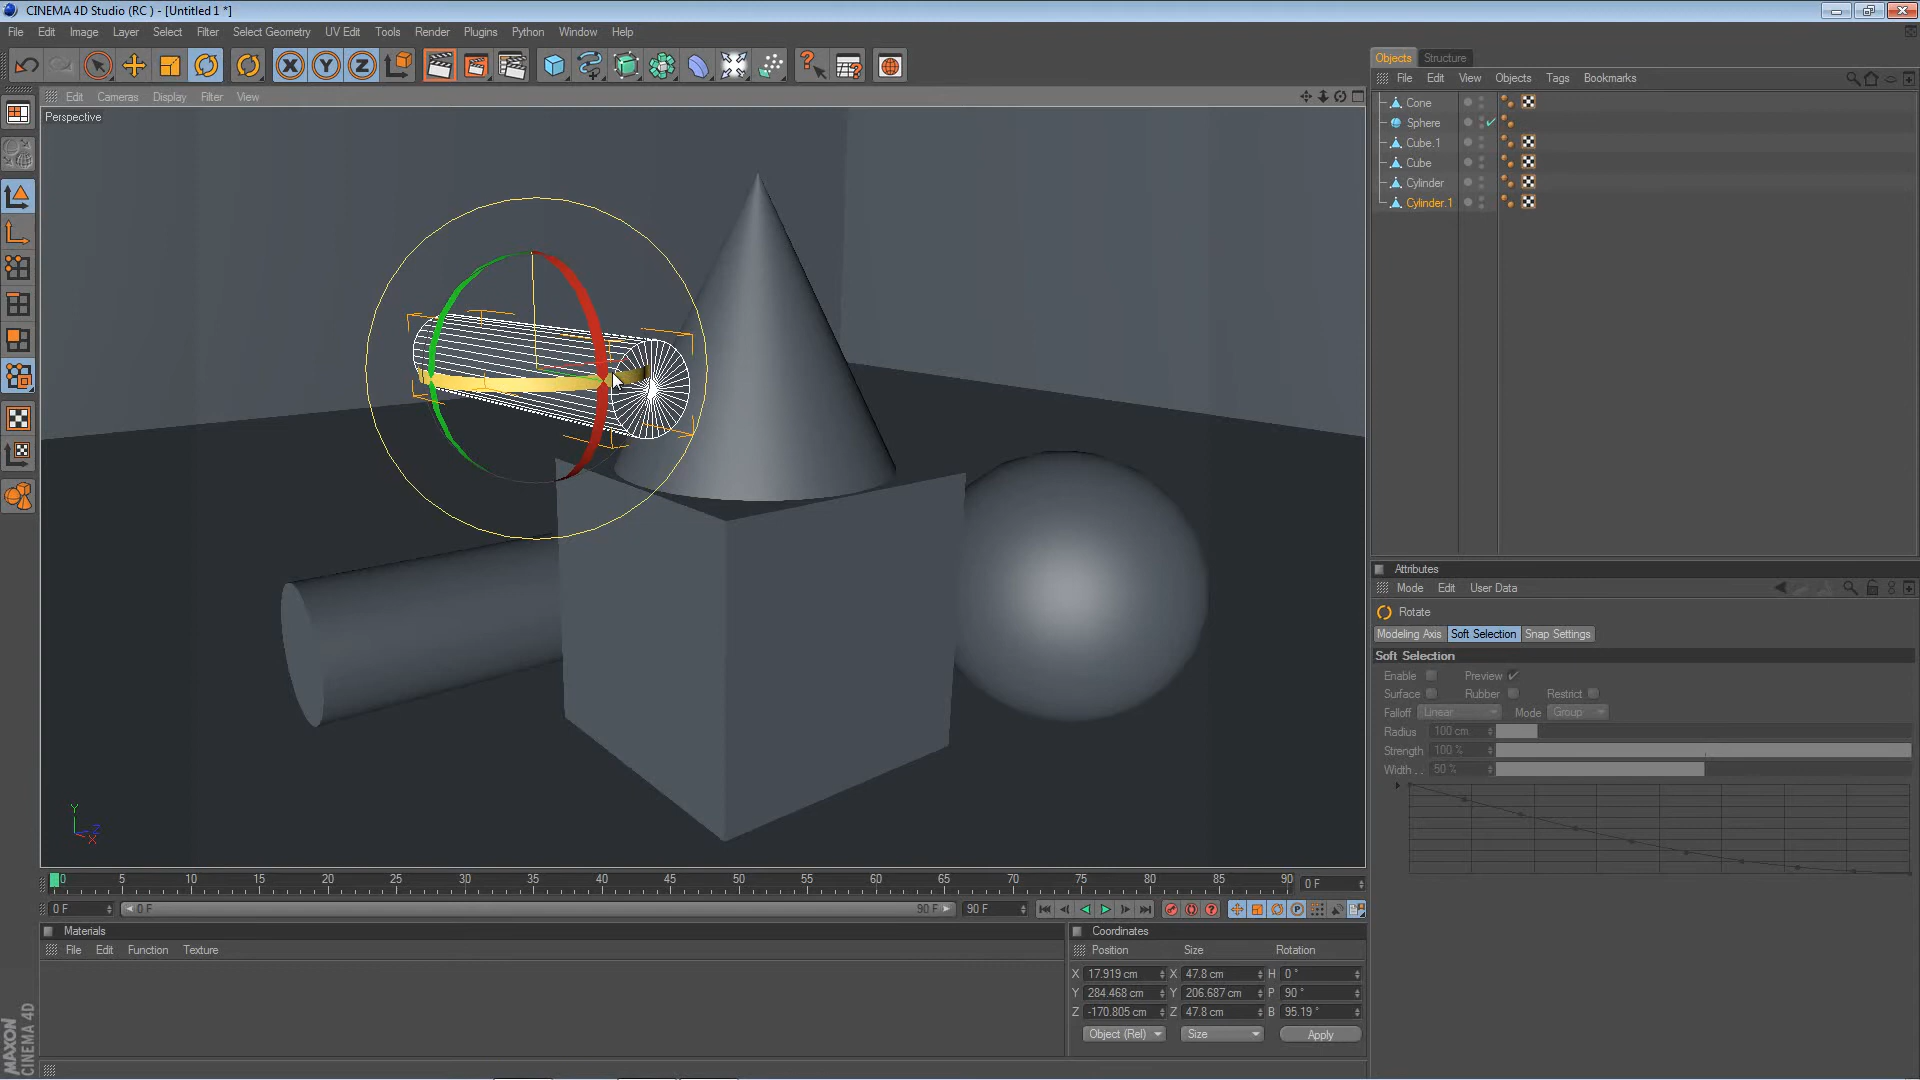 CINEMA 4D Studio (RC ) - [Untitled 1 *]
File Edit Image Layer Select Filter Select Geometry UV Edit Tools Render Plugins Window Help
Edit Cameras Display Filter View
Perspective
Y
Z
X
0 5 10 15 20 25 30 35 40 45 50 55 60 65 70 75 80 85 90 0 F
0 F 0 F 90 F 90 F
Materials
File Edit Function Texture
Coordinates
Position Size Rotation
X 17.919 cm X 47.8 cm H 0 °
Y 284.468 cm Y 206.687 cm P 90 °
Z -170.805 cm Z 47.8 cm B 95.19 °
Object (Rel) Size Apply
Objects Structure
File Edit View Objects Tags Bookmarks
Cone
Sphere
Cube.1
Cube
Cylinder
Cylinder.1
Attributes
Mode Edit User Data
Rotate
Modeling Axis Soft Selection Snap Settings
Soft Selection
Enable Preview
Surface Rubber Restrict
Falloff Linear Mode Group
Radius 100 cm
Strength 100 %
Width . . 50 %
MAXON
CINEMA 4D